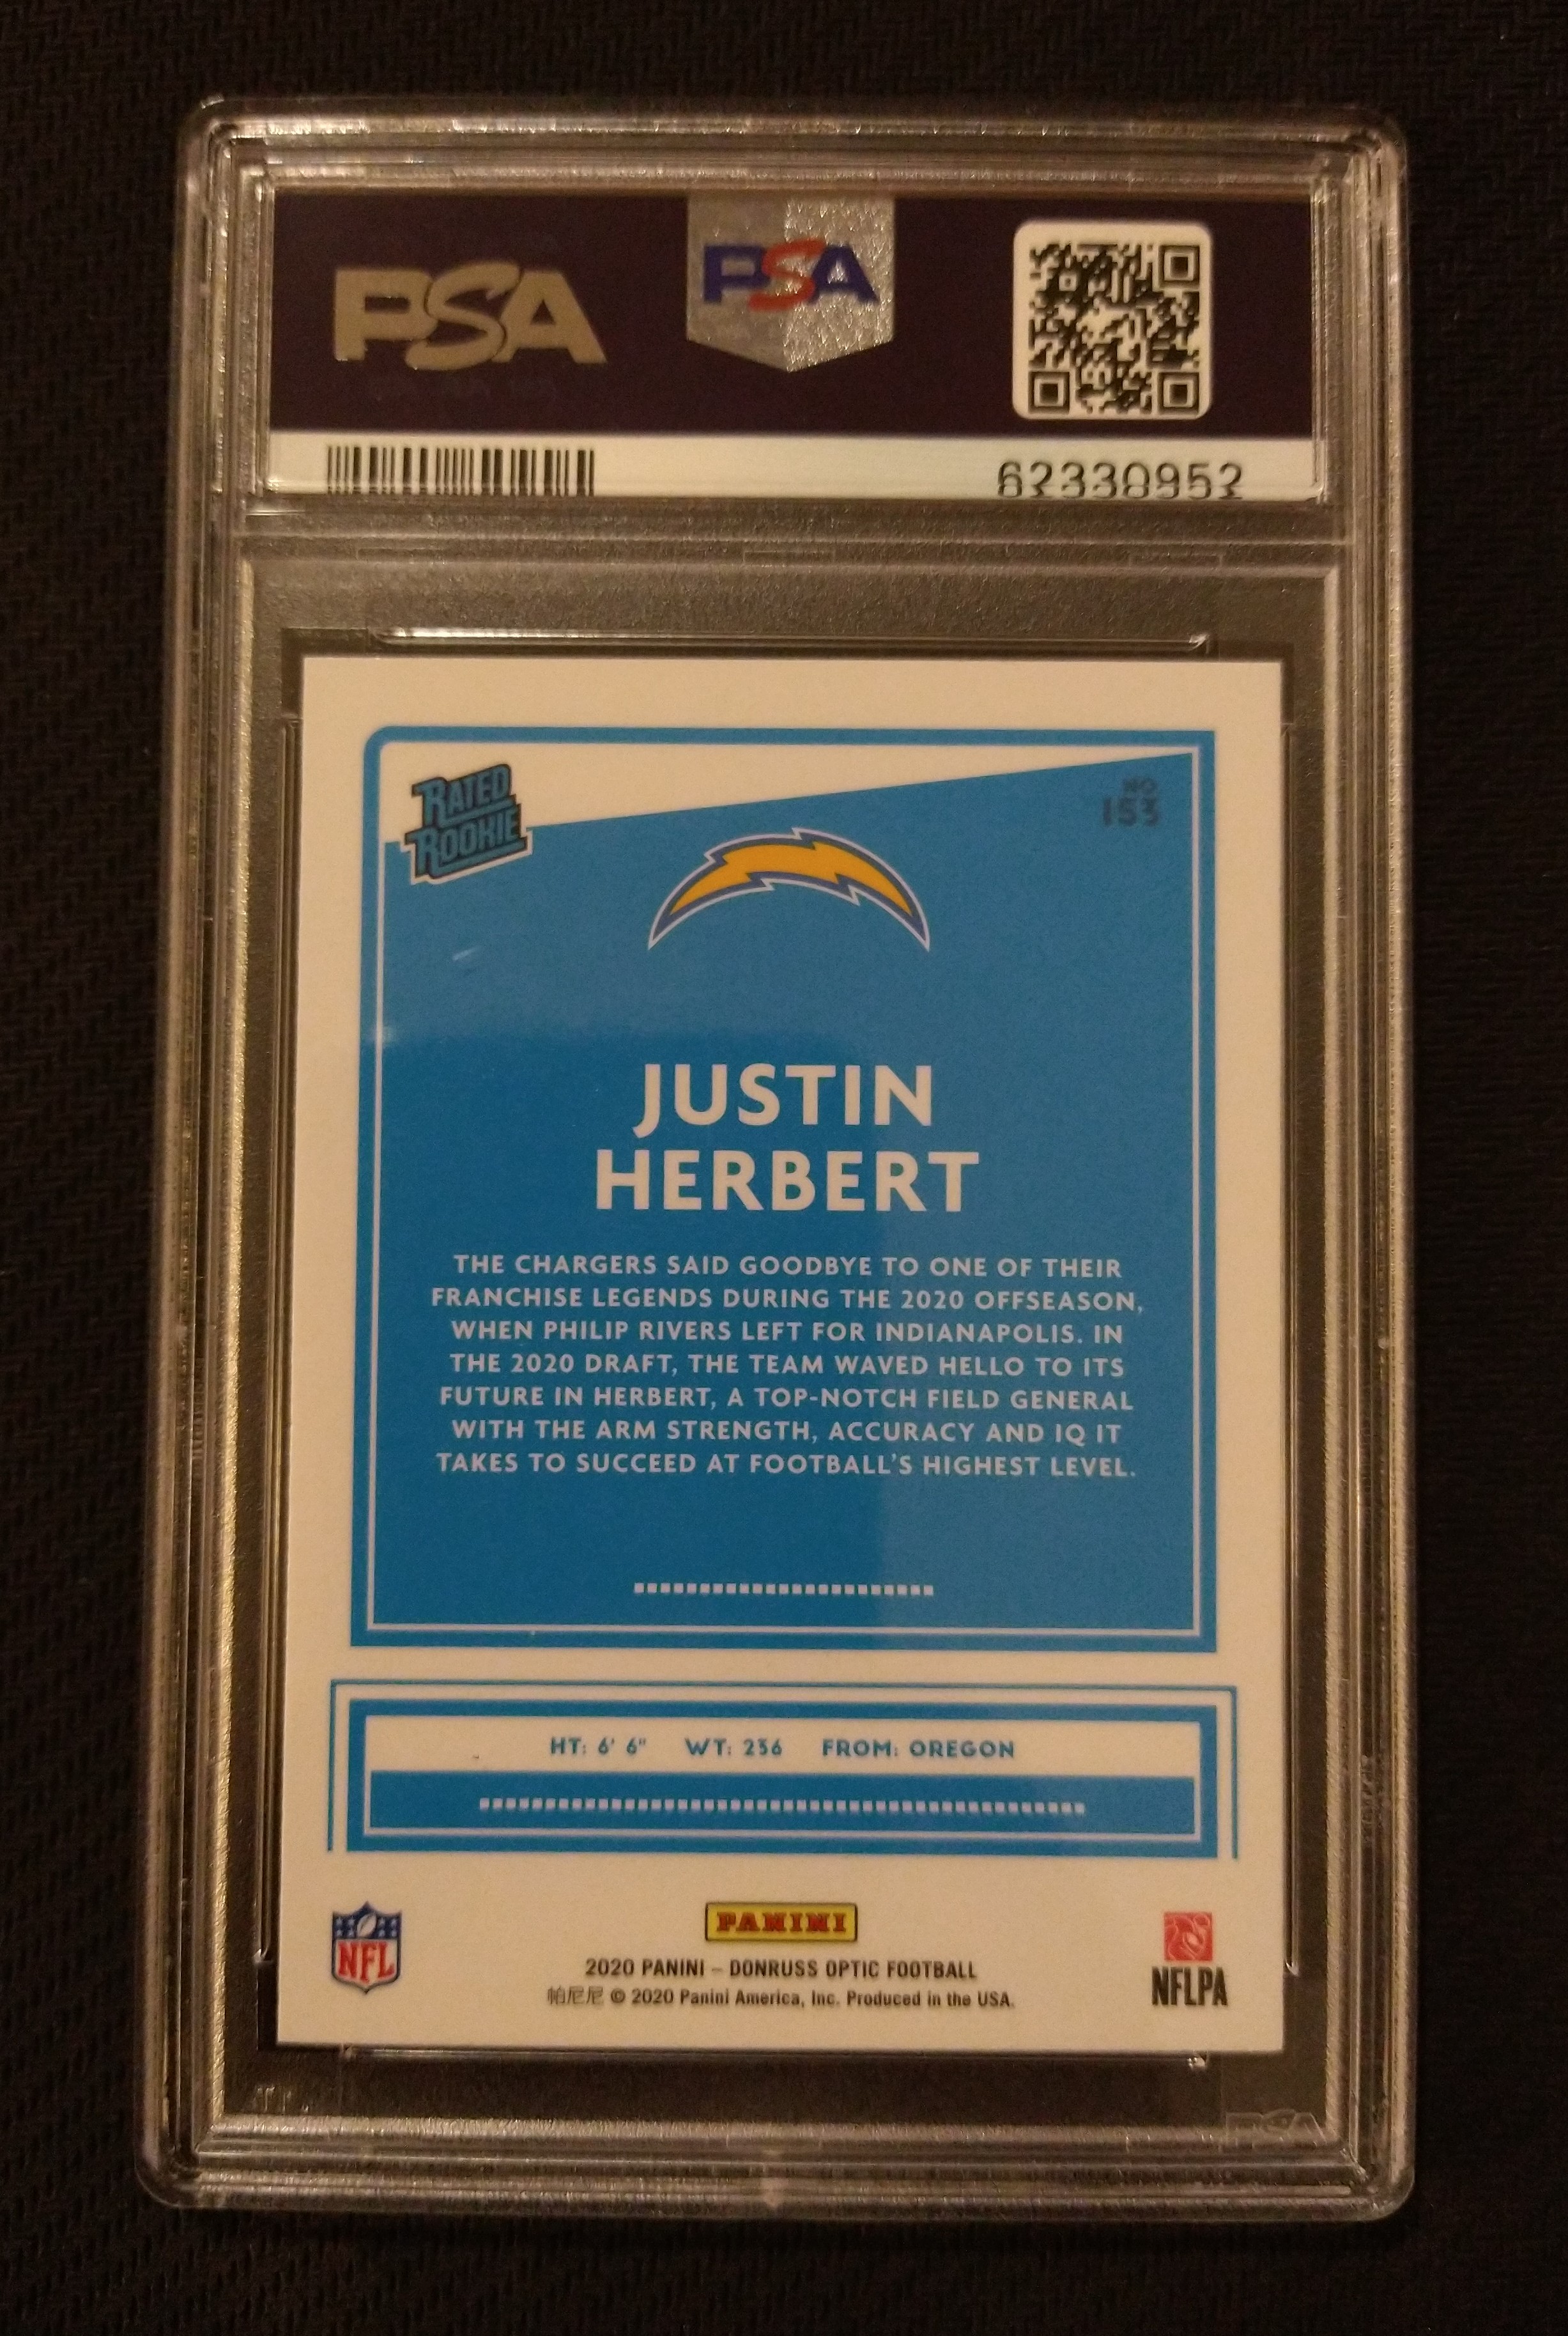 PSA
PSA
62330952
RATED
ROOKIE
NO
153
JUSTIN
HERBERT
THE CHARGERS SAID GOODBYE TO ONE OF THEIR
FRANCHISE LEGENDS DURING THE 2020 OFFSEASON,
WHEN PHILIP RIVERS LEFT FOR INDIANAPOLIS. IN
THE 2020 DRAFT, THE TEAM WAVED HELLO TO ITS
FUTURE IN HERBERT, A TOP-NOTCH FIELD GENERAL
WITH THE ARM STRENGTH, ACCURACY AND IQ IT
TAKES TO SUCCEED AT FOOTBALL'S HIGHEST LEVEL.
HT: 6' 6" WT: 236 FROM: OREGON
NFL
PANINI
NFLPA
2020 PANINI – DONRUSS OPTIC FOOTBALL
帕尼尼 © 2020 Panini America, Inc. Produced in the USA.
PSA